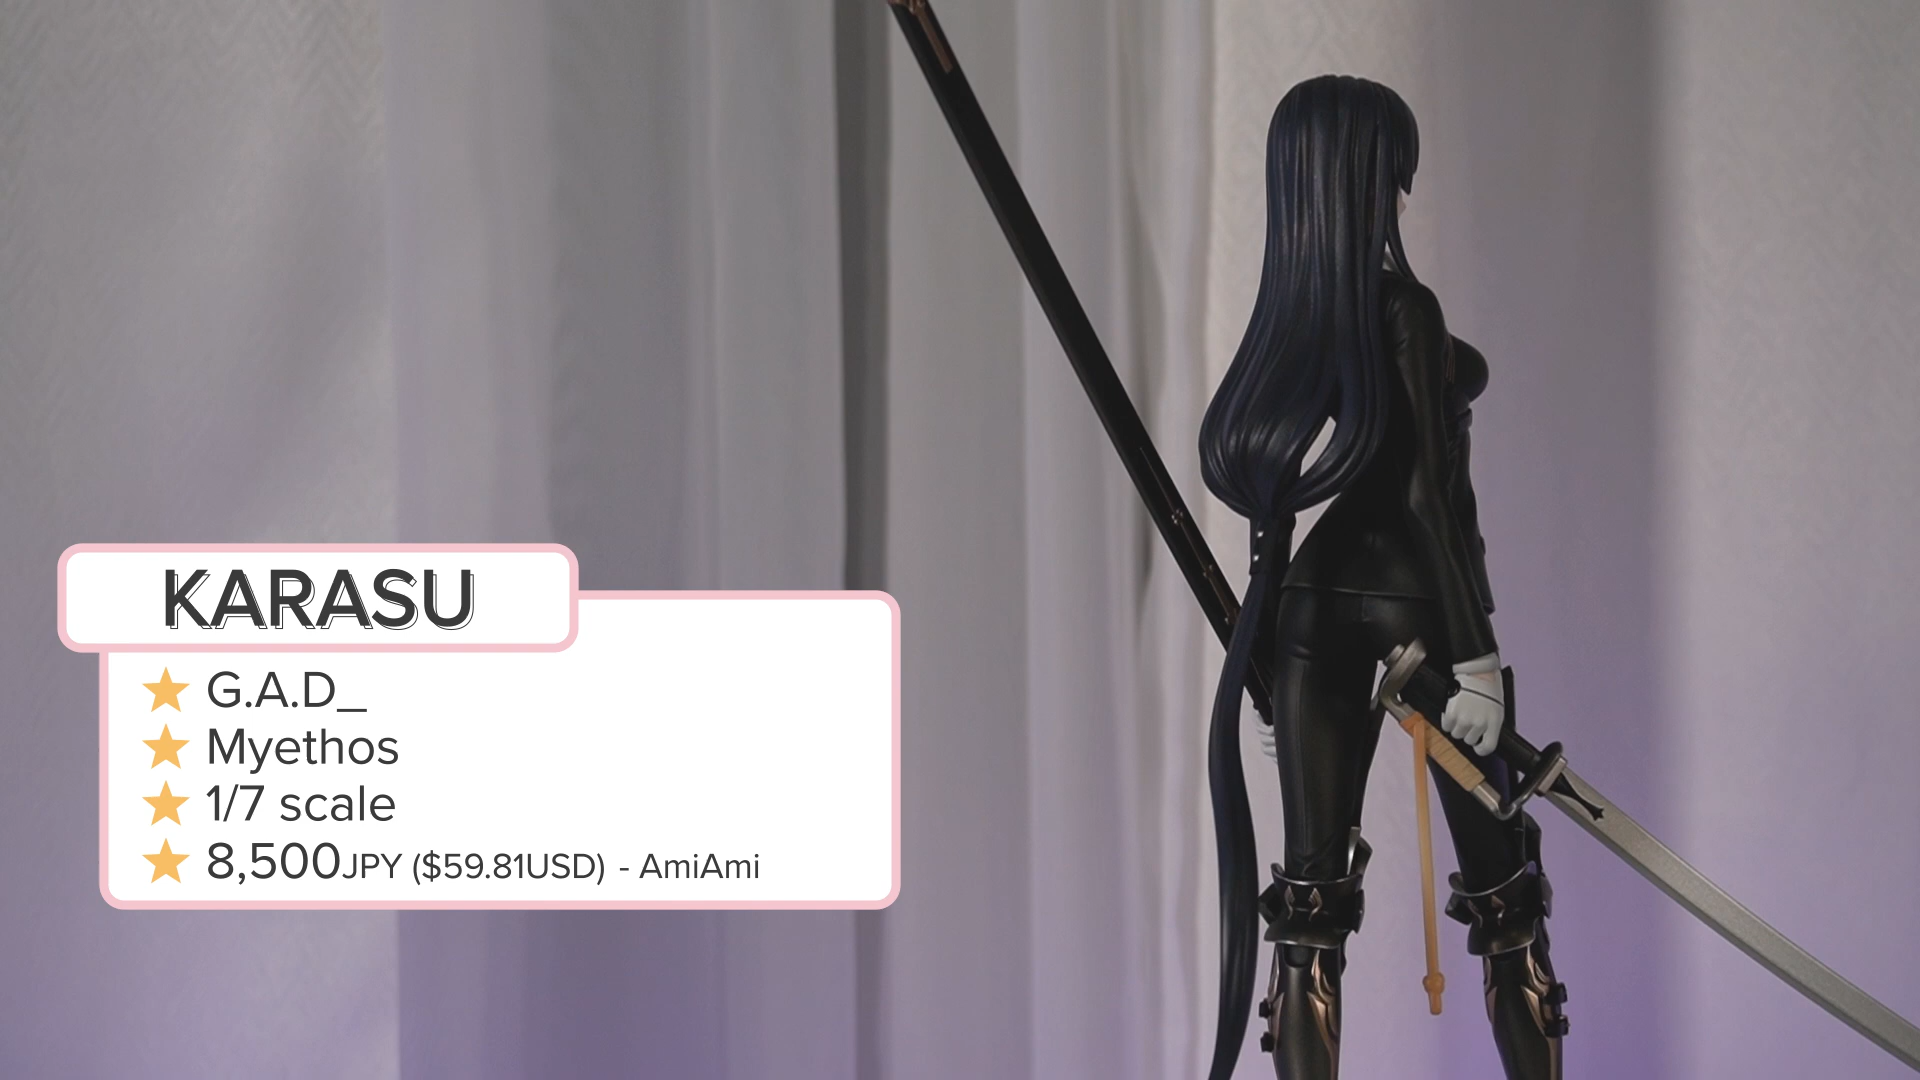 KARASU
G.A.D_
Myethos
1/7 scale
8,500JPY ($59.81USD) - AmiAmi